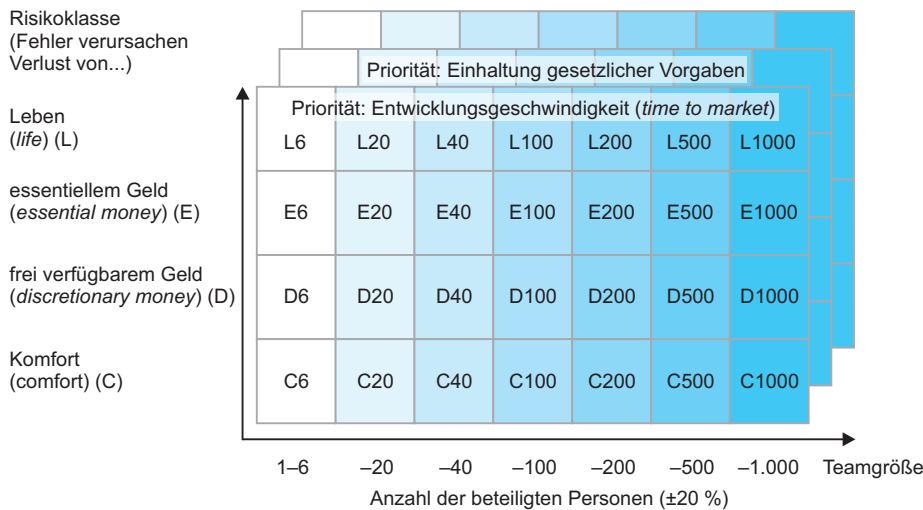 Risikoklasse
(Fehler verursachen
Verlust von...)
Priorität: Einhaltung gesetzlicher Vorgaben
Priorität: Entwicklungsgeschwindigkeit (time to market)
Leben
(life) (L)
L6 L20 L40 L100 L200 L500 L1000
essentiellem Geld
(essential money) (E)
E6 E20 E40 E100 E200 E500 E1000
frei verfügbarem Geld
(discretionary money) (D)
D6 D20 D40 D100 D200 D500 D1000
Komfort
(comfort) (C)
C6 C20 C40 C100 C200 C500 C1000
1–6 –20 –40 –100 –200 –500 –1.000 Teamgröße
Anzahl der beteiligten Personen (±20 %)